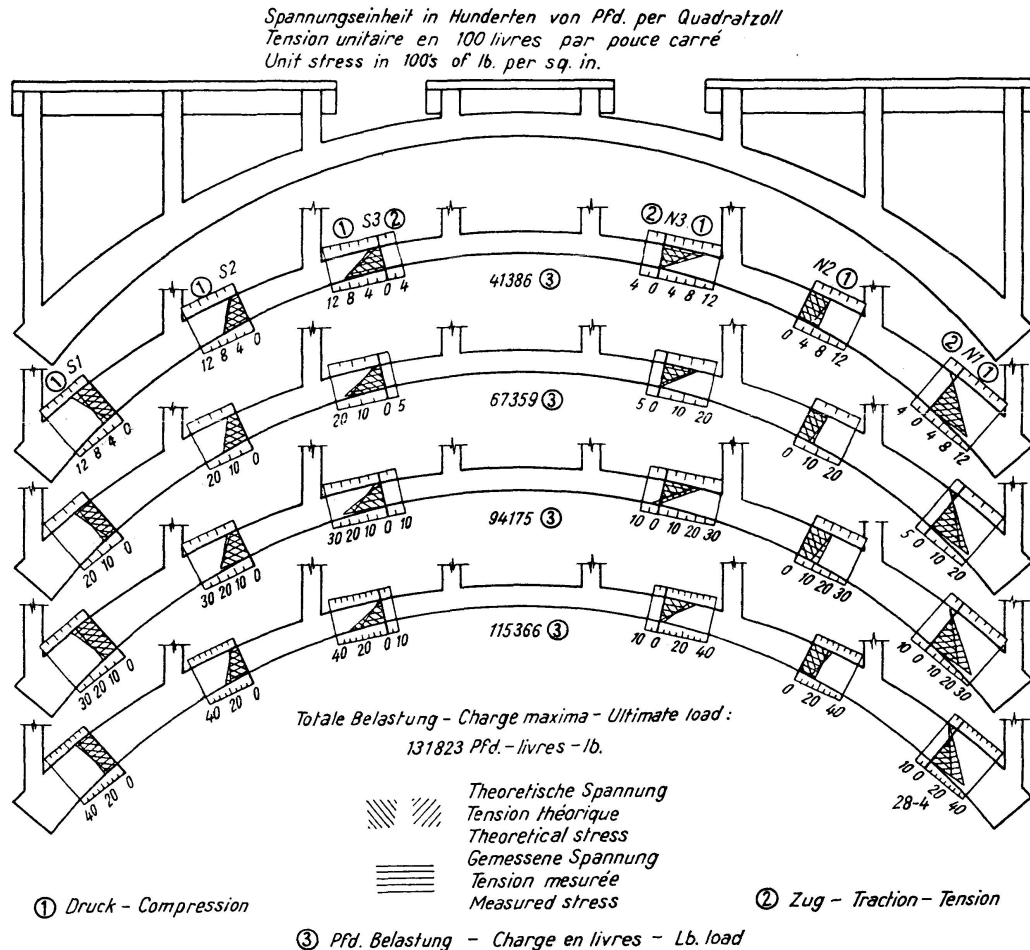 Spannungseinheit in Hunderten von Pfd. per Quadratzoll
Tension unitaire en 100 livres par pouce carré
Unit stress in 100's of lb. per sq. in.
① S3 ② ② N3. ①
① S2 N2 ①
12 8 4 0 4 41386 ③ 4 0 4 8 12
① S1 12 8 4 0 0 4 8 12 ② N1 ①
12 8 4 0 4 0 4 8 12
20 10 0 5 67359 ③ 5 0 10 20
20 10 0 0 10 20
20 10 0 5 0 10 20
30 20 10 0 10 94175 ③ 10 0 10 20 30
30 20 10 0 0 10 20 30
30 20 10 0 10 0 10 20 30
40 20 0 10 115366 ③ 10 0 20 40
40 20 0 0 20 40
40 20 0 10 0 20 40
Totale Belastung - Charge maxima - Ultimate load :
131823 Pfd. - livres - lb.
28-4
Theoretische Spannung
Tension théorique
Theoretical stress
Gemessene Spannung
Tension mesurée
Measured stress
① Druck - Compression
② Zug - Traction - Tension
③ Pfd. Belastung - Charge en livres - Lb. load